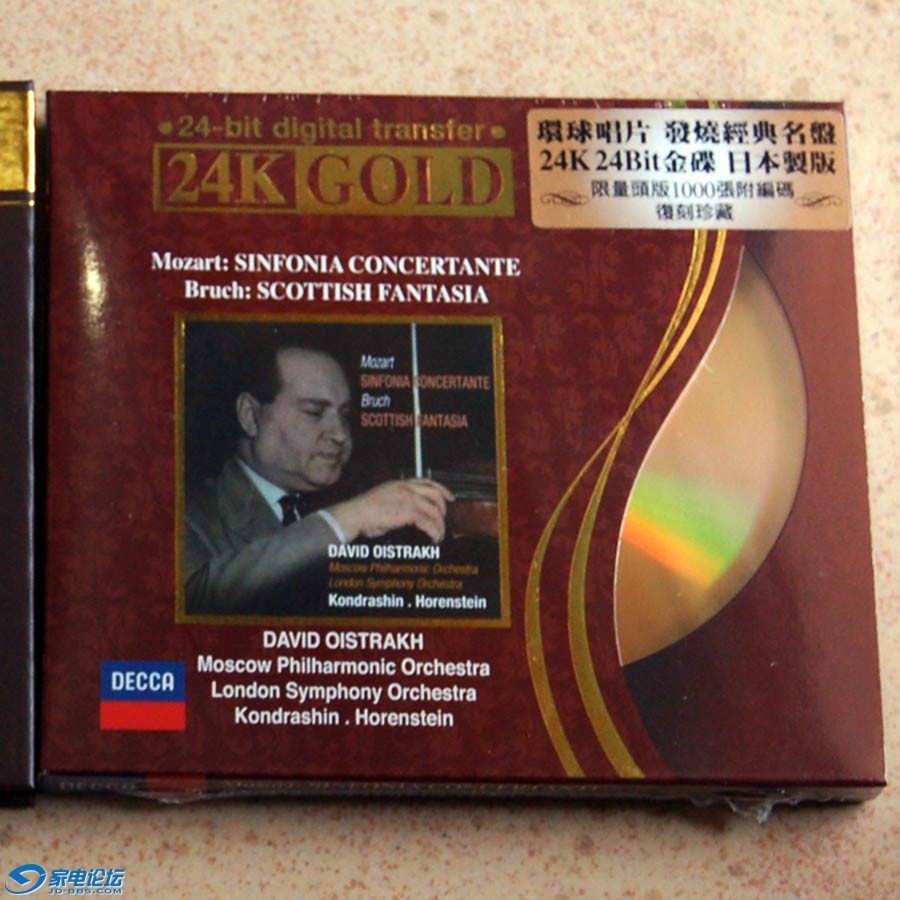 •24-bit digital transfer•
24K GOLD
環球唱片 發燒經典名盤
24K 24Bit金碟 日本製版
限量頭版1000張附編碼
復刻珍藏
Mozart: SINFONIA CONCERTANTE
Bruch: SCOTTISH FANTASIA
Mozart
SINFONIA CONCERTANTE
Bruch
SCOTTISH FANTASIA
DAVID OISTRAKH
Moscow Philharmonic Orchestra
London Symphony Orchestra
Kondrashin . Horenstein
DAVID OISTRAKH
Moscow Philharmonic Orchestra
London Symphony Orchestra
Kondrashin . Horenstein
DECCA
家电论坛
JD-BBS.COM